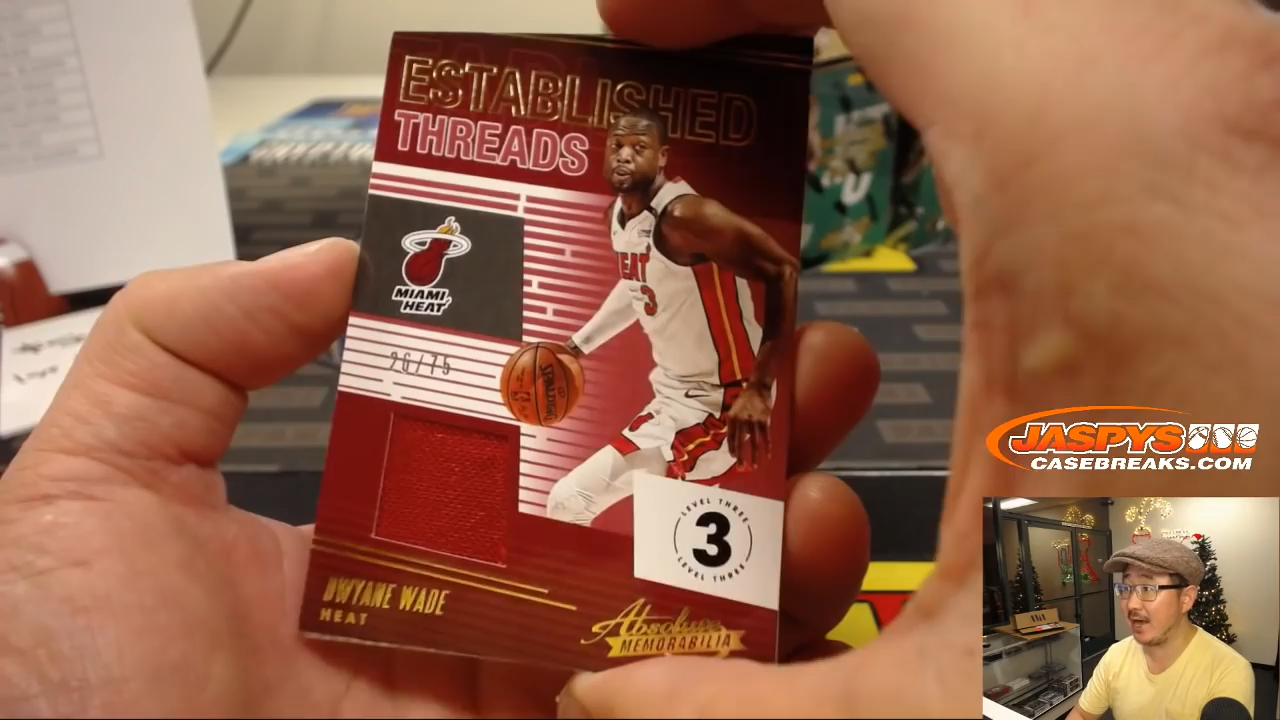 ESTABLISHED
THREADS
MIAMI
HEAT
HEAT
3
26/75
SPALDING
LEVEL THREE
3
LEVEL THREE
DWYANE WADE
HEAT
Absolute
MEMORABILIA
JASPYS
CASEBREAKS.COM